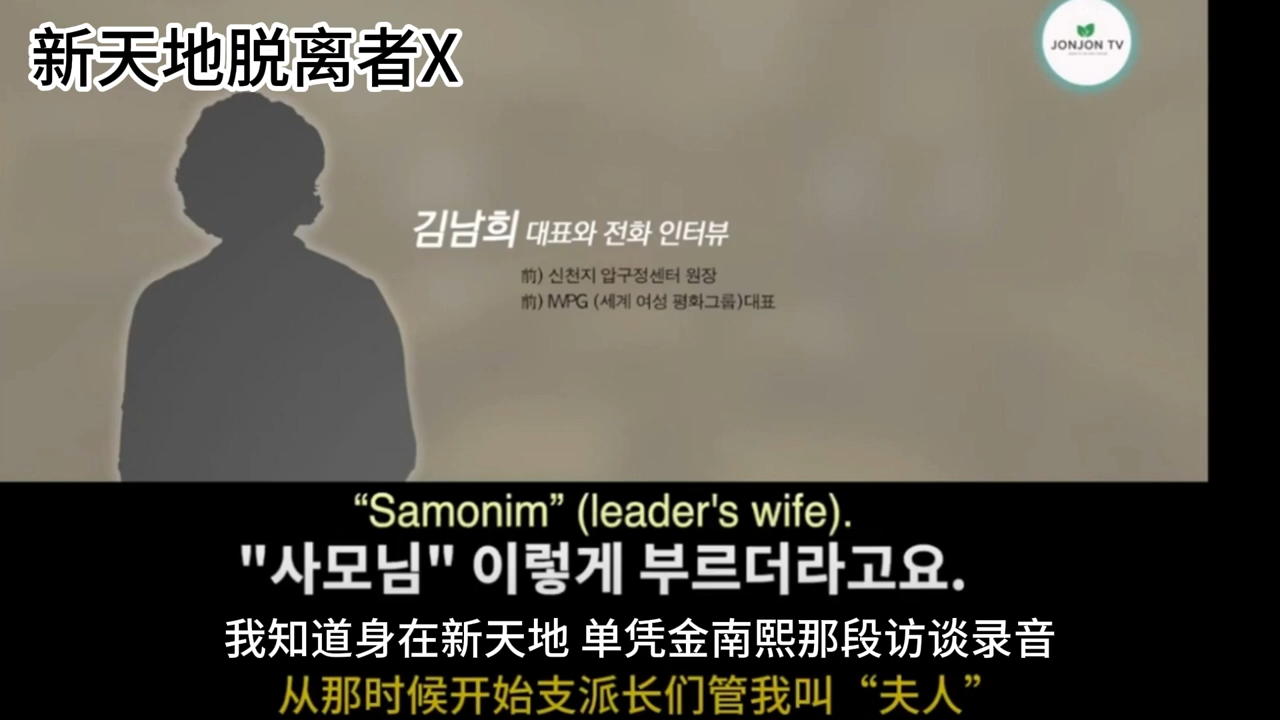 新天地脱离者X
JONJON TV
김남희 대표와 전화 인터뷰
前) 신천지 압구정센터 원장
前) IWPG (세계 여성 평화그룹)대표
“Samonim” (leader's wife).
"사모님" 이렇게 부르더라고요.
我知道身在新天地 单凭金南熙那段访谈录音
从那时候开始支派长们管我叫“夫人”